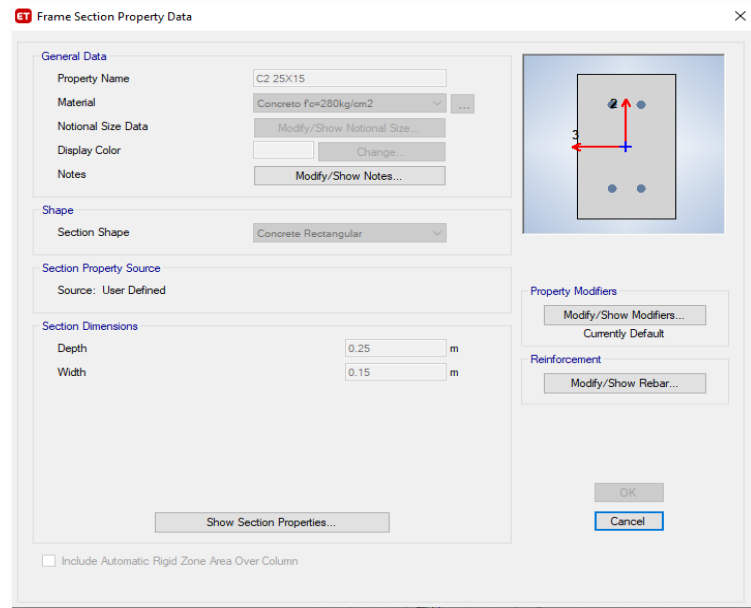 ET Frame Section Property Data
General Data
Property Name C2 25X15
Material Concreto f'c=280kg/cm2 ...
Notional Size Data Modify/Show Notional Size...
Display Color Change...
Notes Modify/Show Notes...
Shape
Section Shape Concrete Rectangular
Section Property Source
Source: User Defined
Section Dimensions
Depth 0.25 m
Width 0.15 m
Show Section Properties...
Include Automatic Rigid Zone Area Over Column
2
3
Property Modifiers
Modify/Show Modifiers...
Currently Default
Reinforcement
Modify/Show Rebar...
OK
Cancel